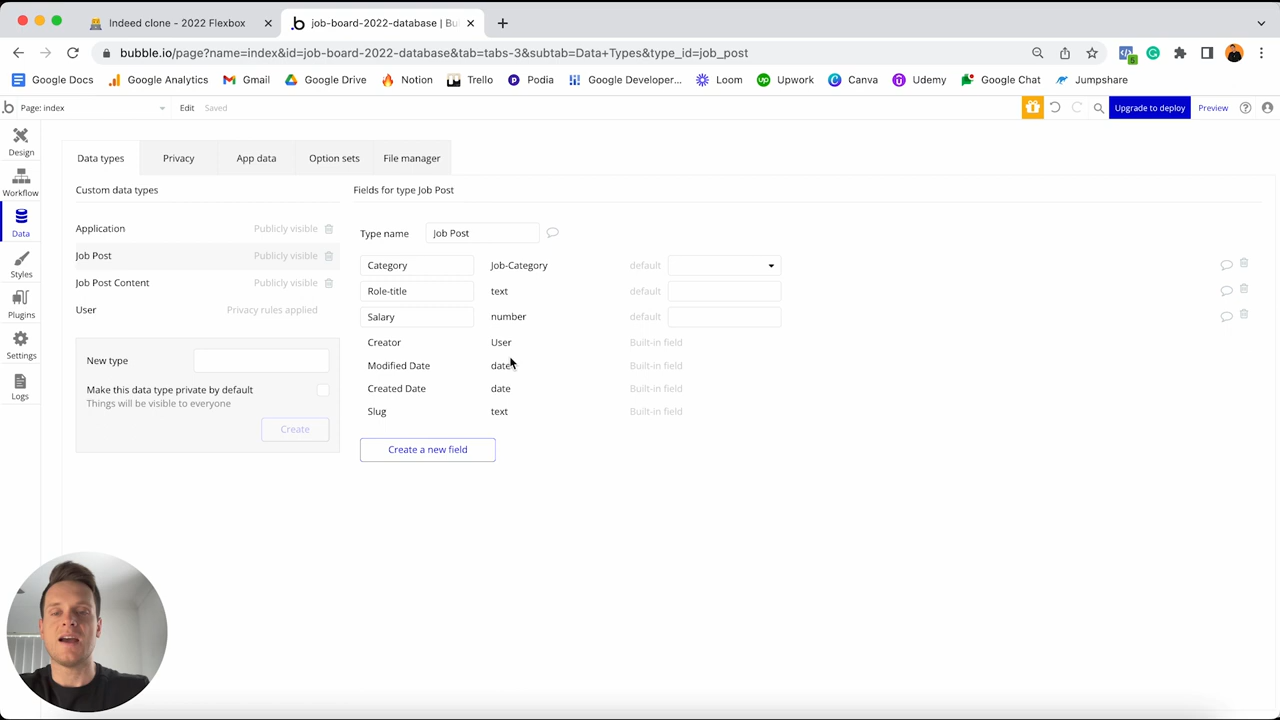 Indeed clone - 2022 Flexbox
job-board-2022-database | Bu
bubble.io/page?name=index&id=job-board-2022-database&tab=tabs-3&subtab=Data+Types&type_id=job_post
5
Google Docs
Google Analytics
Gmail
Google Drive
Notion
Trello
Podia
Google Developer...
Loom
Upwork
Canva
Udemy
Google Chat
Jumpshare
Page: index
Edit
Saved
Upgrade to deploy
Preview
Design
Workflow
Data
Styles
Plugins
Settings
Logs
Data types
Privacy
App data
Option sets
File manager
Custom data types
Application Publicly visible
Job Post Publicly visible
Job Post Content Publicly visible
User Privacy rules applied
New type
Make this data type private by default
Things will be visible to everyone
Create
Fields for type Job Post
Type name Job Post
Category Job-Category default
Role-title text default
Salary number default
Creator User Built-in field
Modified Date date Built-in field
Created Date date Built-in field
Slug text Built-in field
Create a new field